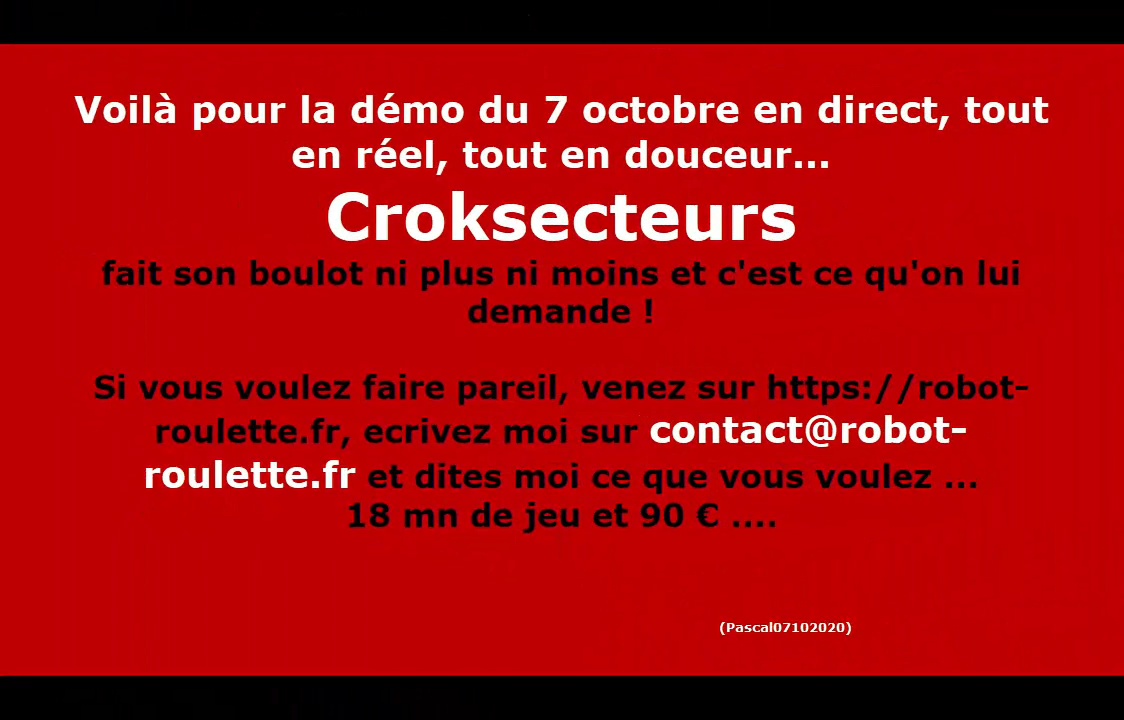 Voilà pour la démo du 7 octobre en direct, tout
en réel, tout en douceur...
Croksecteurs
fait son boulot ni plus ni moins et c'est ce qu'on lui
demande !
Si vous voulez faire pareil, venez sur https://robot-
roulette.fr, ecrivez moi sur contact@robot-
roulette.fr et dites moi ce que vous voulez ...
18 mn de jeu et 90 € ....
(Pascal07102020)